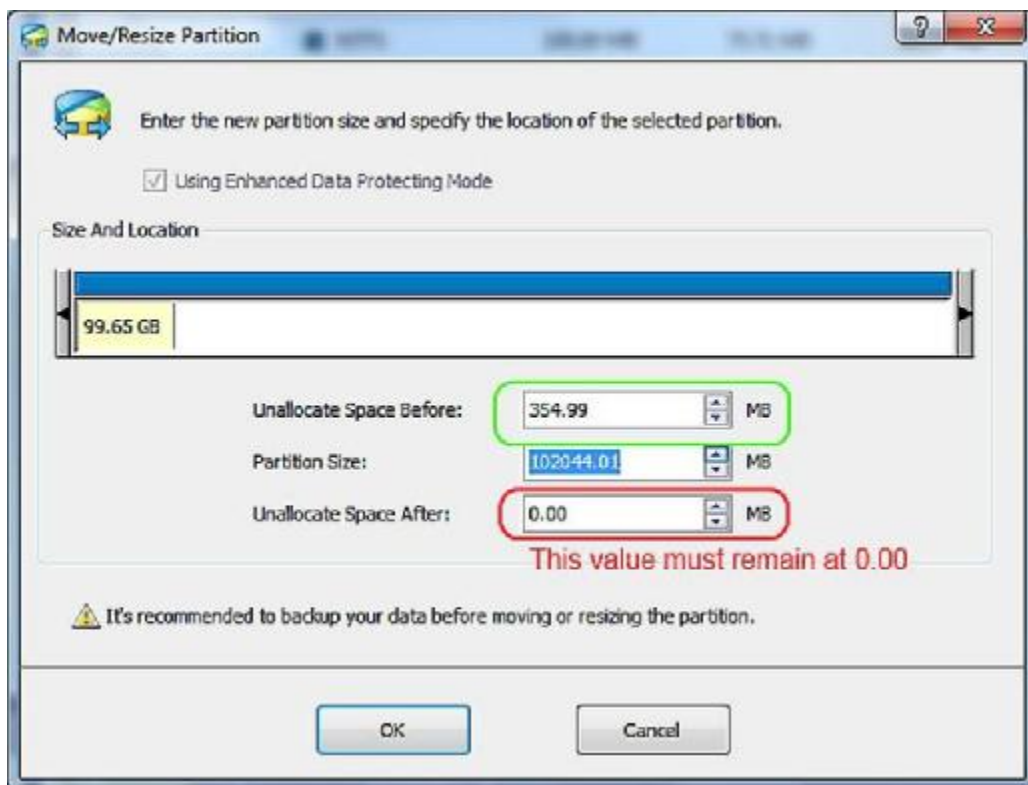 Move/Resize Partition
Enter the new partition size and specify the location of the selected partition.
Using Enhanced Data Protecting Mode
Size And Location
99.65 GB
Unallocate Space Before: 354.99 MB
Partition Size: 102044.01 MB
Unallocate Space After: 0.00 MB
This value must remain at 0.00
It's recommended to backup your data before moving or resizing the partition.
OK Cancel